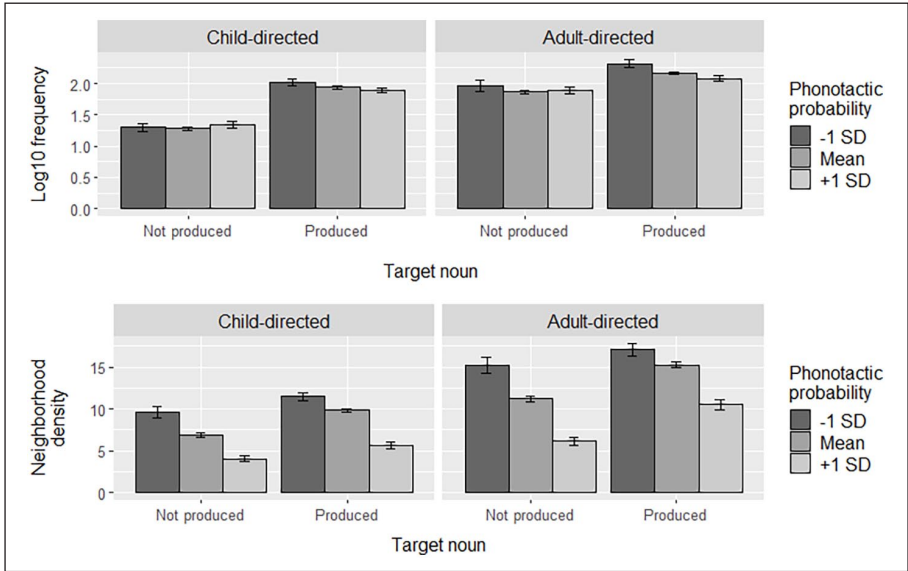 Child-directed
Adult-directed
Log10 frequency
2.0
1.5
1.0
0.5
0.0
Not produced
Produced
Not produced
Produced
Target noun
Phonotactic
probability
-1 SD
Mean
+1 SD
Child-directed
Adult-directed
Neighborhood
density
15
10
5
0
Not produced
Produced
Not produced
Produced
Target noun
Phonotactic
probability
-1 SD
Mean
+1 SD